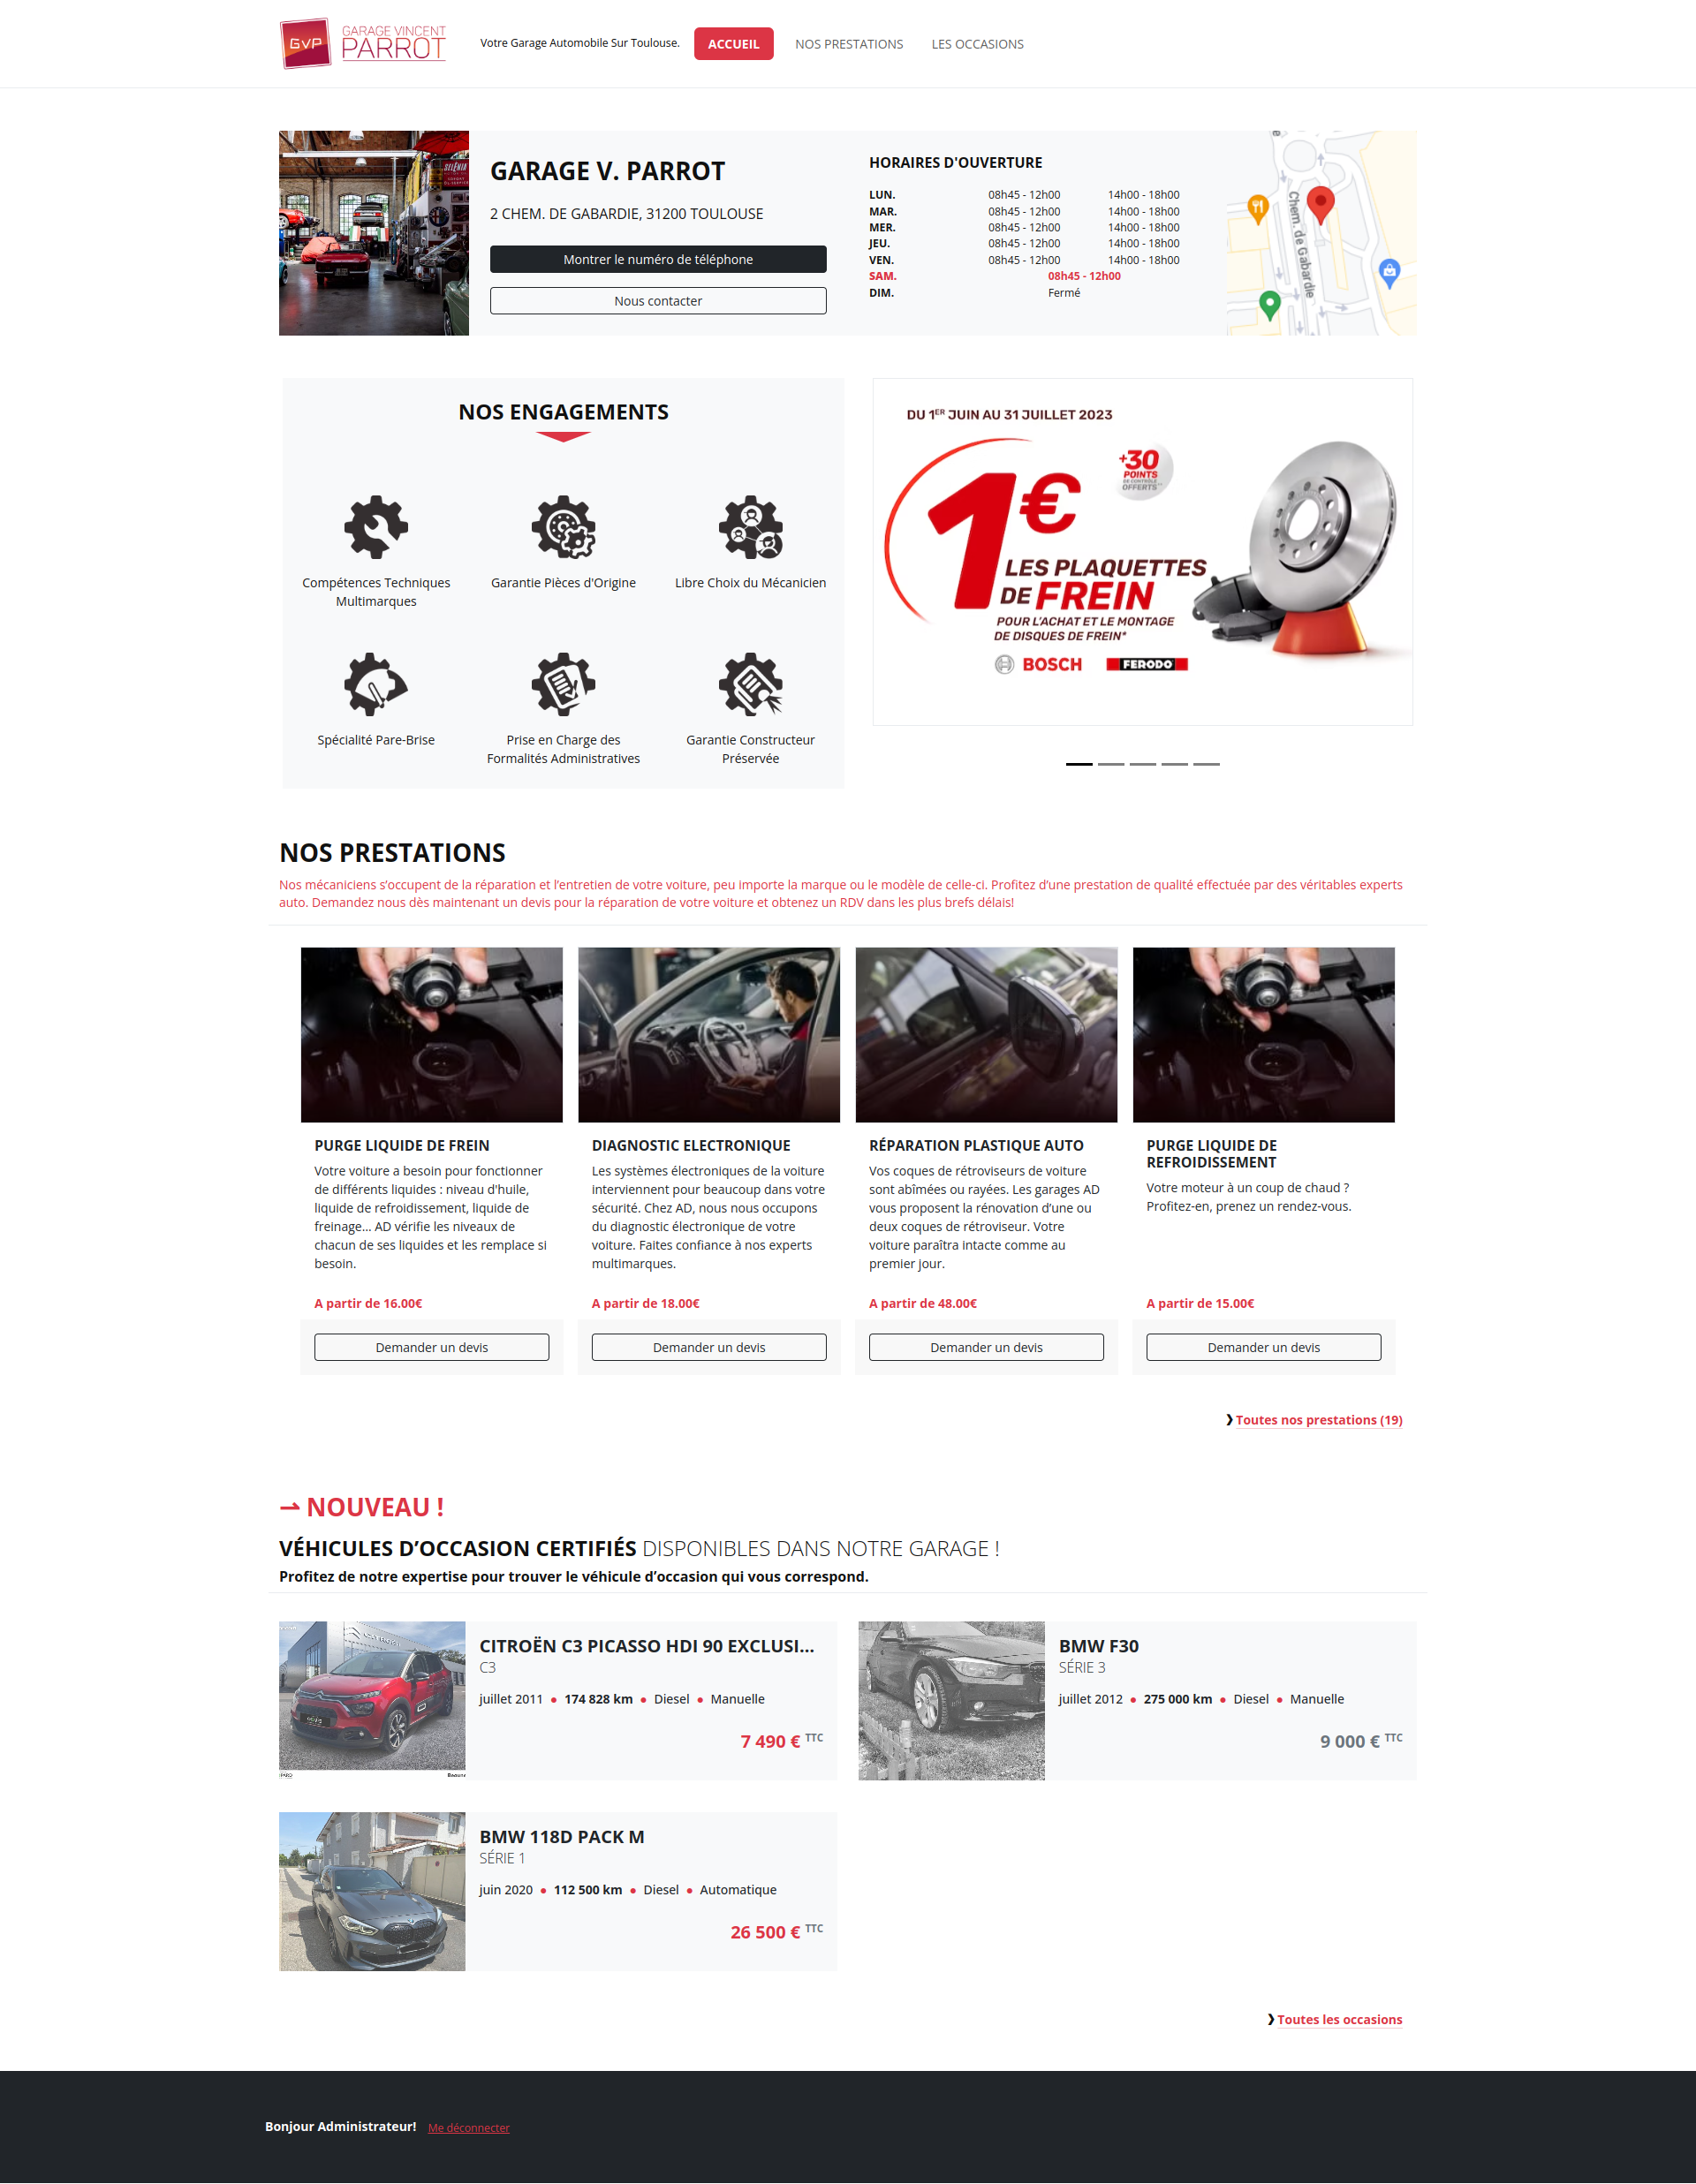 GVP
GARAGE VINCENT
PARROT
Votre Garage Automobile Sur Toulouse.
ACCUEIL
NOS PRESTATIONS
LES OCCASIONS
GARAGE V. PARROT
2 CHEM. DE GABARDIE, 31200 TOULOUSE
Montrer le numéro de téléphone
Nous contacter
HORAIRES D'OUVERTURE
LUN. 08h45 - 12h00 14h00 - 18h00
MAR. 08h45 - 12h00 14h00 - 18h00
MER. 08h45 - 12h00 14h00 - 18h00
JEU. 08h45 - 12h00 14h00 - 18h00
VEN. 08h45 - 12h00 14h00 - 18h00
SAM. 08h45 - 12h00
DIM. Fermé
Chem. de Gabardie
NOS ENGAGEMENTS
Compétences Techniques
Multimarques
Garantie Pièces d'Origine
Libre Choix du Mécanicien
Spécialité Pare-Brise
Prise en Charge des
Formalités Administratives
Garantie Constructeur
Préservée
DU 1ER JUIN AU 31 JUILLET 2023
+30
POINTS
DE CONTRÔLE
OFFERTS
1€
LES PLAQUETTES
DE FREIN
POUR L'ACHAT ET LE MONTAGE
DE DISQUES DE FREIN*
BOSCH
FERODO
NOS PRESTATIONS
Nos mécaniciens s’occupent de la réparation et l’entretien de votre voiture, peu importe la marque ou le modèle de celle-ci. Profitez d’une prestation de qualité effectuée par des véritables experts
auto. Demandez nous dès maintenant un devis pour la réparation de votre voiture et obtenez un RDV dans les plus brefs délais!
PURGE LIQUIDE DE FREIN
Votre voiture a besoin pour fonctionner
de différents liquides : niveau d'huile,
liquide de refroidissement, liquide de
freinage... AD vérifie les niveaux de
chacun de ses liquides et les remplace si
besoin.
A partir de 16.00€
Demander un devis
DIAGNOSTIC ELECTRONIQUE
Les systèmes électroniques de la voiture
interviennent pour beaucoup dans votre
sécurité. Chez AD, nous nous occupons
du diagnostic électronique de votre
voiture. Faites confiance à nos experts
multimarques.
A partir de 18.00€
Demander un devis
RÉPARATION PLASTIQUE AUTO
Vos coques de rétroviseurs de voiture
sont abîmées ou rayées. Les garages AD
vous proposent la rénovation d’une ou
deux coques de rétroviseur. Votre
voiture paraîtra intacte comme au
premier jour.
A partir de 48.00€
Demander un devis
PURGE LIQUIDE DE
REFROIDISSEMENT
Votre moteur à un coup de chaud ?
Profitez-en, prenez un rendez-vous.
A partir de 15.00€
Demander un devis
❱ Toutes nos prestations (19)
⇀ NOUVEAU !
VÉHICULES D’OCCASION CERTIFIÉS DISPONIBLES DANS NOTRE GARAGE !
Profitez de notre expertise pour trouver le véhicule d’occasion qui vous correspond.
CITROËN C3 PICASSO HDI 90 EXCLUSI...
C3
juillet 2011 ● 174 828 km ● Diesel ● Manuelle
7 490 € TTC
BMW F30
SÉRIE 3
juillet 2012 ● 275 000 km ● Diesel ● Manuelle
9 000 € TTC
BMW 118D PACK M
SÉRIE 1
juin 2020 ● 112 500 km ● Diesel ● Automatique
26 500 € TTC
❱ Toutes les occasions
Bonjour Administrateur! Me déconnecter